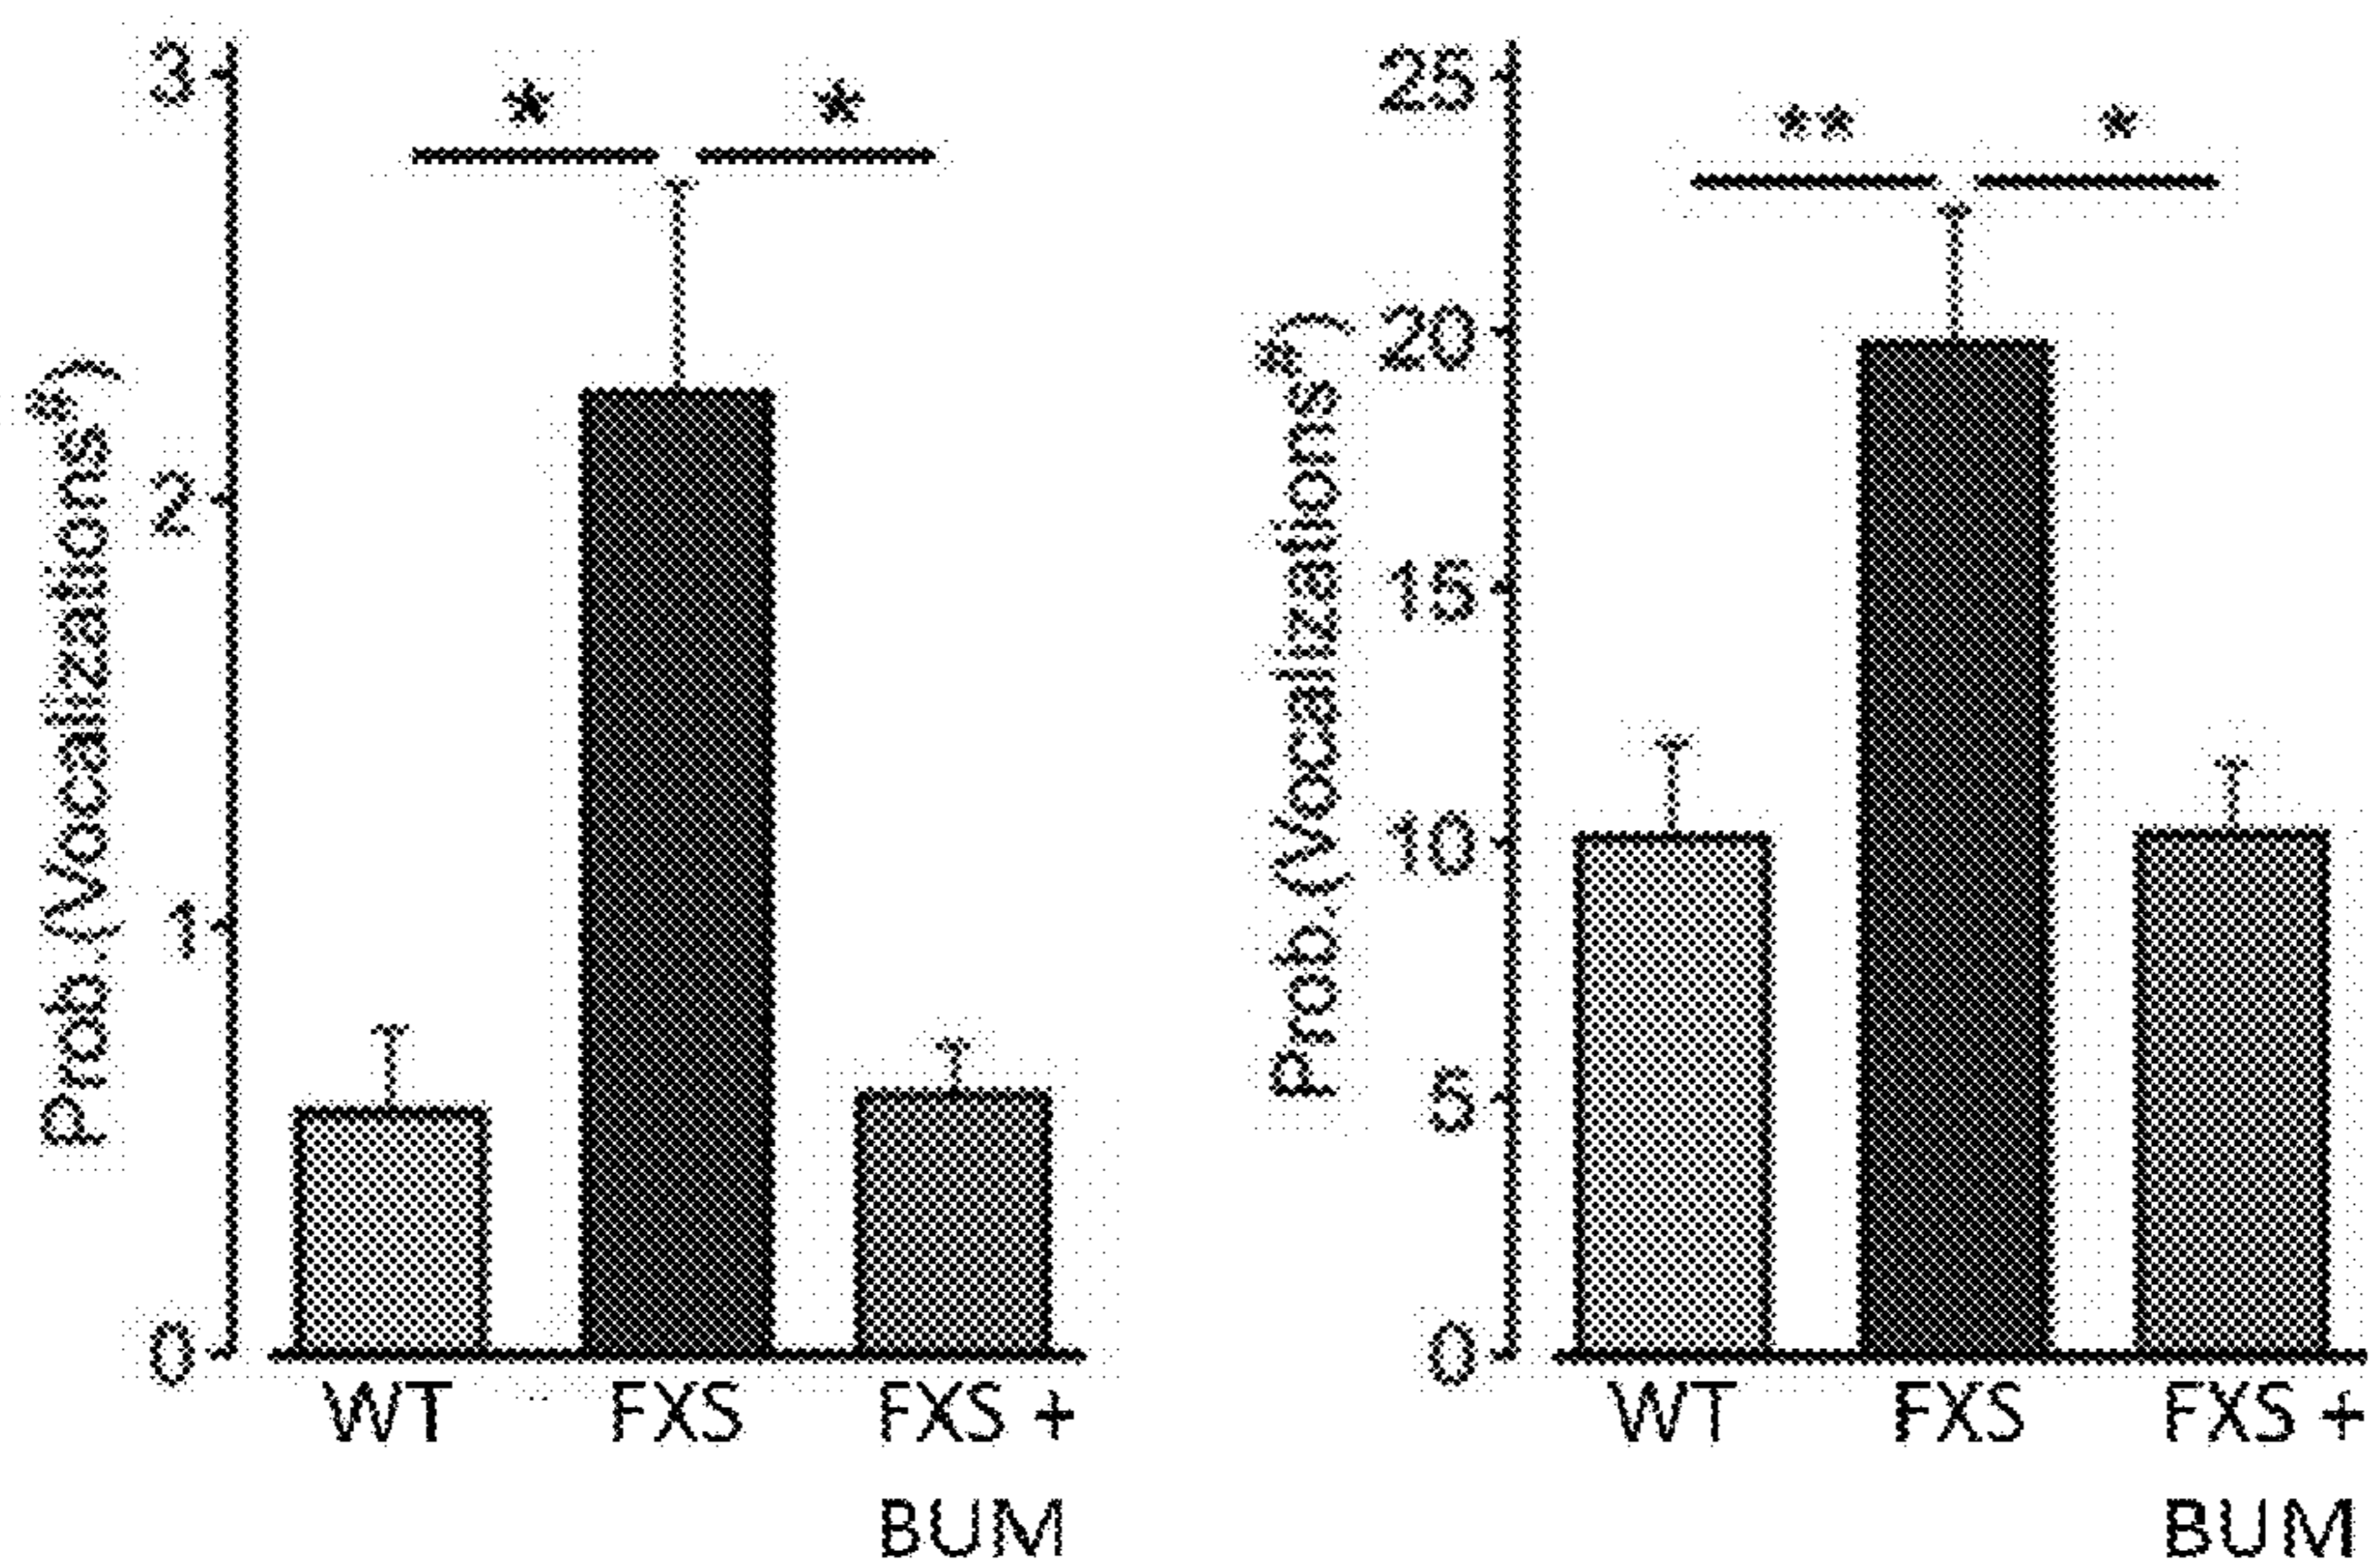 Prob.(Vocalizations#)
3
2
1
0
* *
WT FXS FXS +
BUM
Prob.(Vocalizations#)
25
20
15
10
5
0
** *
WT FXS FXS +
BUM